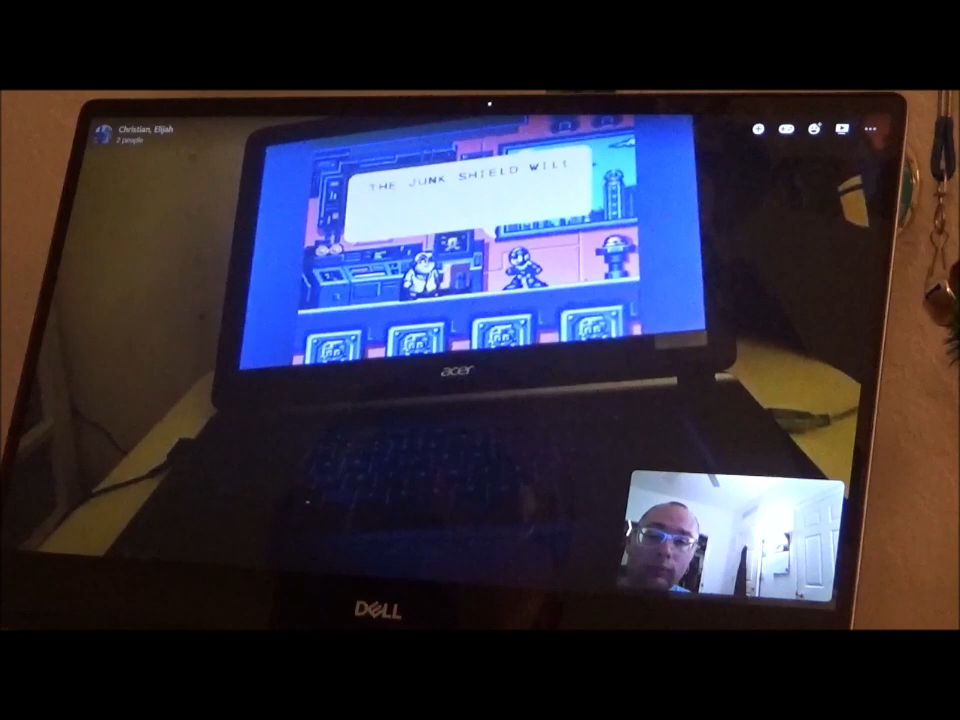 Christian, Elijah
2 people
THE JUNK SHIELD WILL
acer
DELL